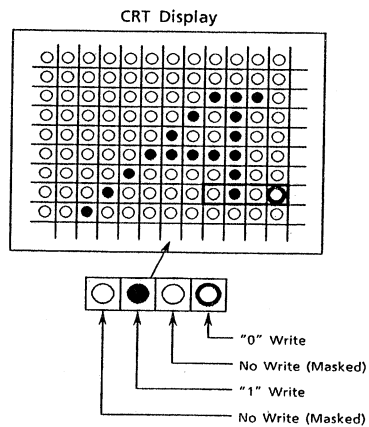 CRT Display
"0" Write
No Write (Masked)
"1" Write
No Write (Masked)